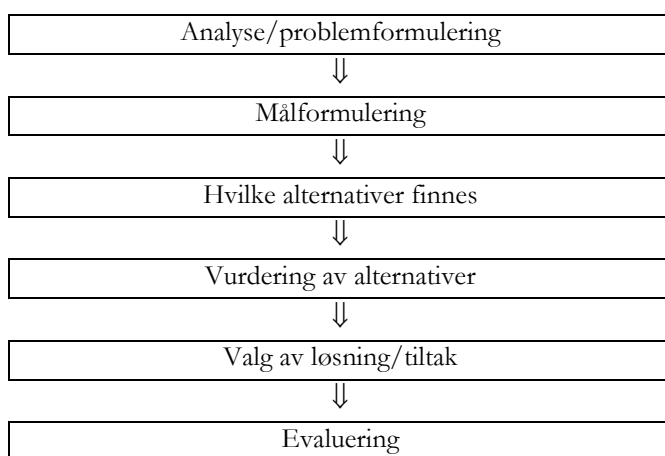 Analyse/problemformulering
⇓
Målformulering
⇓
Hvilke alternativer finnes
⇓
Vurdering av alternativer
⇓
Valg av løsning/tiltak
⇓
Evaluering